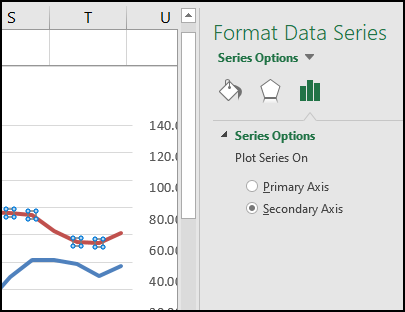 S T U
Format Data Series
Series Options
Series Options
Plot Series On
Primary Axis
Secondary Axis
140.0
120.0
100.0
80.00
60.00
40.00